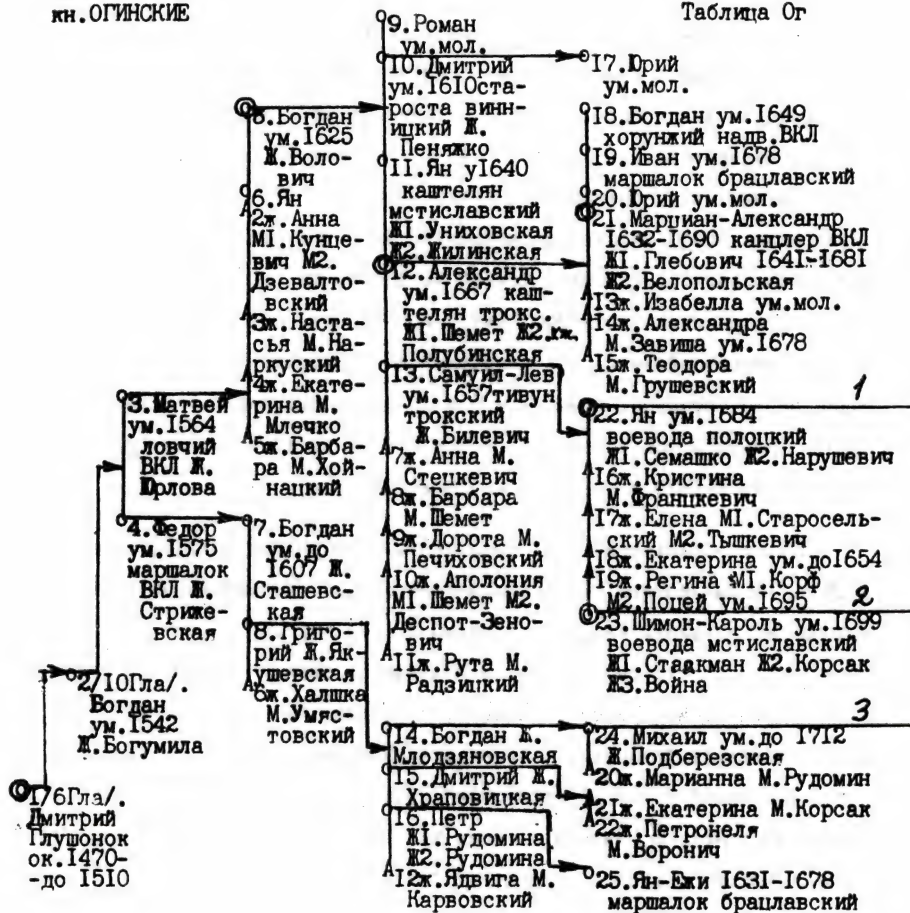 кн.ОГИНСКИЕ
Таблица Ог
1/6Гла/.
Дмитрий
Глушонок
ок.1470-
-до 1510
2/10Гла/.
Богдан
ум.1542
Ж.Богумила
3.Матвей
ум.1564
ловчий
ВКЛ Ж.
Юрлова
4.Федор
ум.1575
маршалок
ВКЛ Ж.
Стриже-
вская
5.Богдан
ум.1625
Ж.Воло-
вич
6.Ян
2ж.Анна
М1.Кунце-
вич М2.
Дзевалто-
вский
3ж.Наста-
сья М.На-
ркуский
4ж.Екате-
рина М.
Млечко
5ж.Барба-
ра М.Хой-
нацкий
7.Богдан
ум.до
1607 Ж.
Сташевс-
кая
8.Григо-
рий Ж.Як-
ушевская
6ж.Халшка
М.Умяс-
товский
9.Роман
ум.мол.
10.Дмитрий
ум.1610ста-
роста винн-
ицкий Ж.
Пеняжко
11.Ян у1640
каштелян
мстиславский
Ж1.Униховская
Ж2.Жилинская
12.Александр
ум.1667 каш-
телян трокс.
Ж1.Шемет Ж2.кж.
Полубинская
13.Самуил-Лев
ум.1657тивун
трокский
Ж.Билевич
7ж.Анна М.
Стецкевич
8ж.Барбара
М.Шемет
9ж.Дорота М.
Печиховский
10ж.Аполония
М1.Шемет М2.
Деспот-Зено-
вич
11ж.Рута М.
Радзицкий
14.Богдан Ж.
Млодзяновская
15.Дмитрий Ж.
Храповицкая
16.Петр
Ж1.Рудомина
Ж2.Рудомина
12ж.Ядвига М.
Карвовский
17.Юрий
ум.мол.
18.Богдан ум.1649
хорунжий надв.ВКЛ
19.Иван ум.1678
маршалок брацлавский
20.Юрий ум.мол.
21.Марциан-Александр
1632-1690 канцлер ВКЛ
Ж1.Глебович 1641-1681
Ж2.Велопольская
13ж.Изабелла ум.мол.
14ж.Александра
М.Завиша ум.1678
15ж.Теодора
М.Грушевский
1
22.Ян ум.1684
воевода полоцкий
Ж1.Семашко Ж2.Нарушевич
16ж.Кристина
М.Францкевич
17ж.Елена М1.Старосель-
ский М2.Тышкевич
18ж.Екатерина ум.до1654
19ж.Регина М1.Корф
М2.Поцей ум.1695
2
23.Шимон-Кароль ум.1699
воевода мстиславский
Ж1.Стакман Ж2.Корсак
Ж3.Война
3
24.Михаил ум.до 1712
Ж.Подберезская
20ж.Марианна М.Рудомин
21ж.Екатерина М.Корсак
22ж.Петронеля
М.Воронич
25.Ян-Ежи 1631-1678
маршалок брацлавский